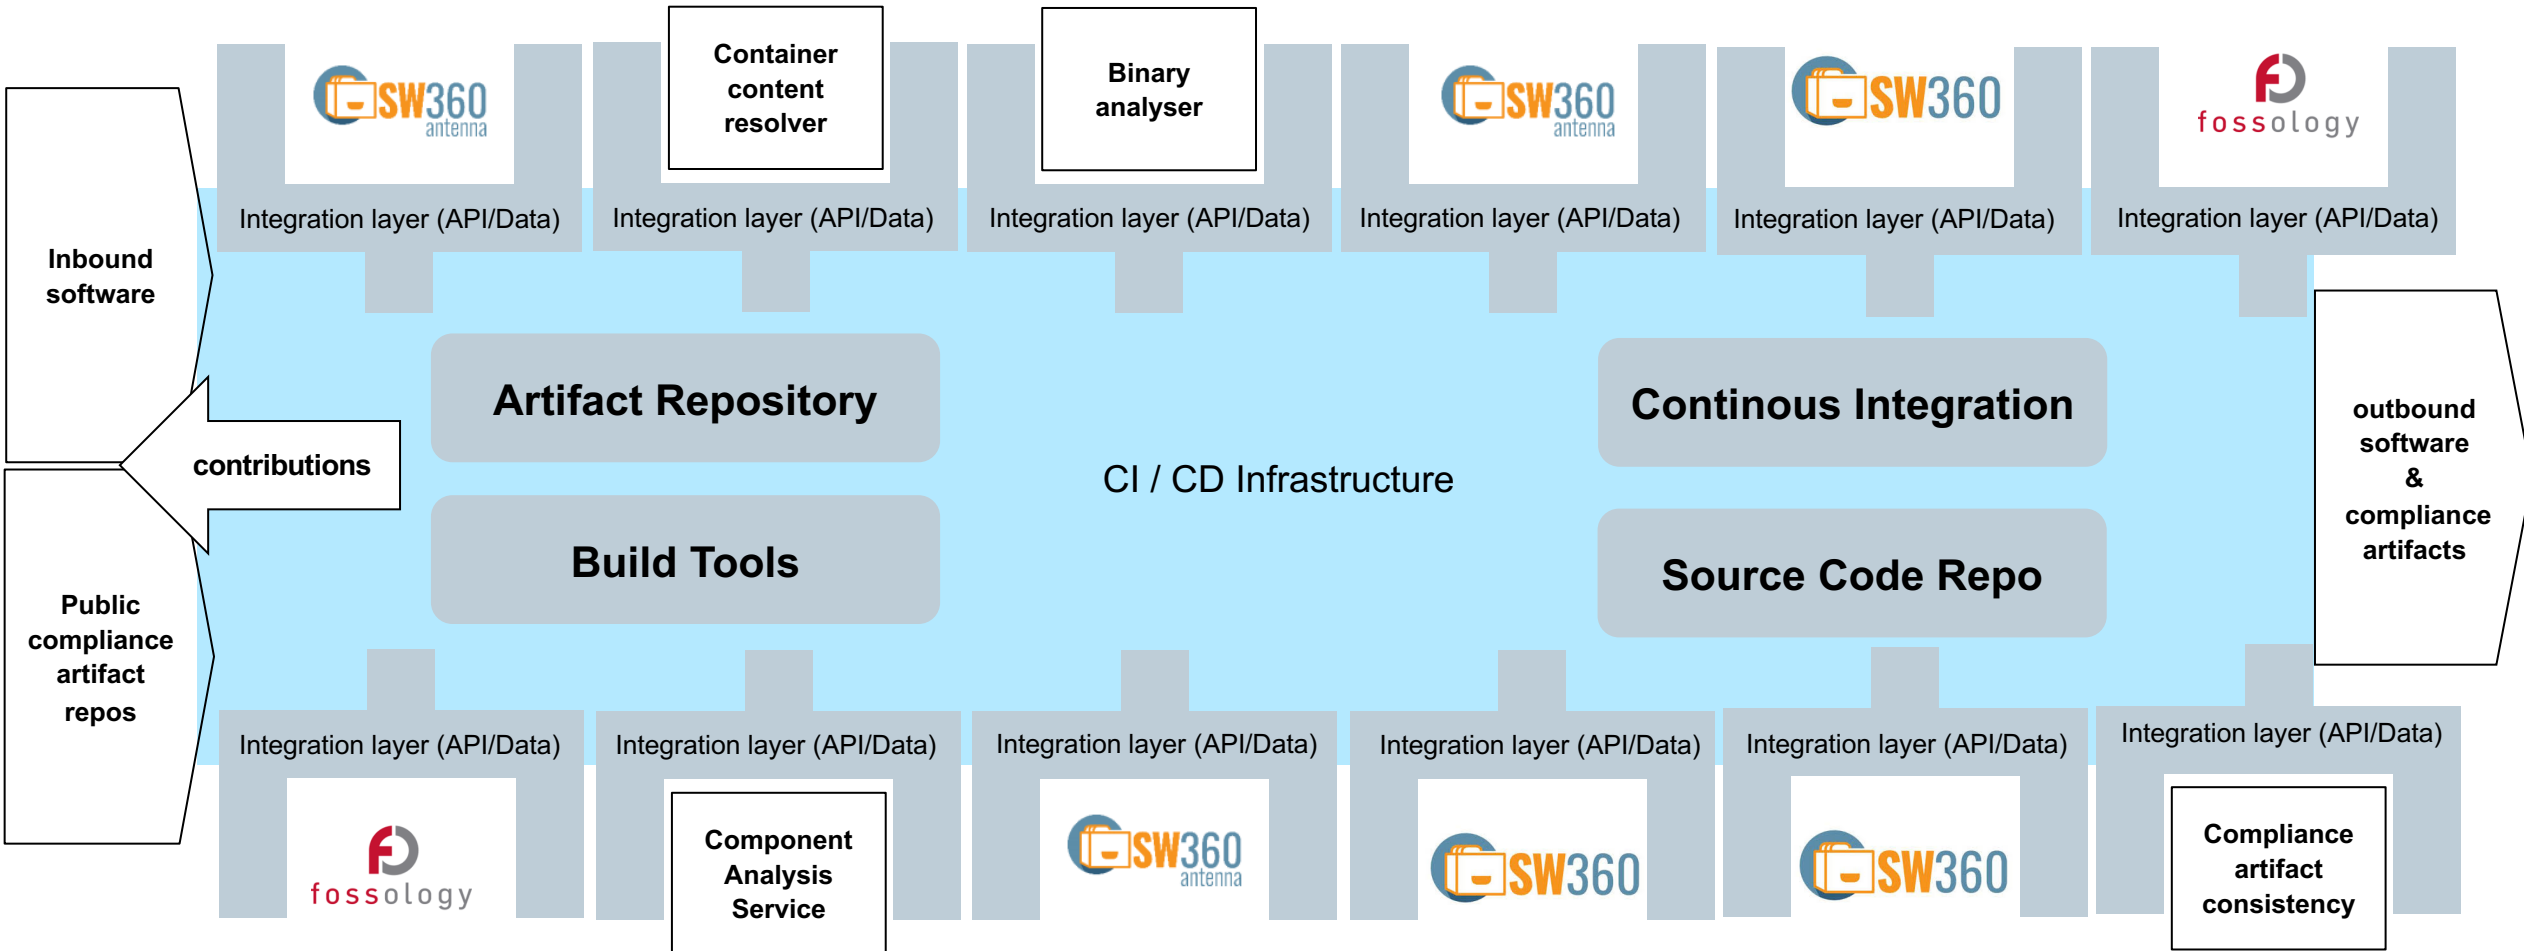 Container
content
resolver
Binary
analyser
SW360
antenna
SW360
antenna
SW360
fossology
Integration layer (API/Data)
Integration layer (API/Data)
Integration layer (API/Data)
Integration layer (API/Data)
Integration layer (API/Data)
Integration layer (API/Data)
Inbound
software
Artifact Repository
Continous Integration
contributions
CI / CD Infrastructure
outbound
software
&
compliance
artifacts
Build Tools
Source Code Repo
Public
compliance
artifact
repos
Integration layer (API/Data)
Integration layer (API/Data)
Integration layer (API/Data)
Integration layer (API/Data)
Integration layer (API/Data)
Integration layer (API/Data)
fossology
Component
Analysis
Service
SW360
antenna
SW360
SW360
Compliance
artifact
consistency